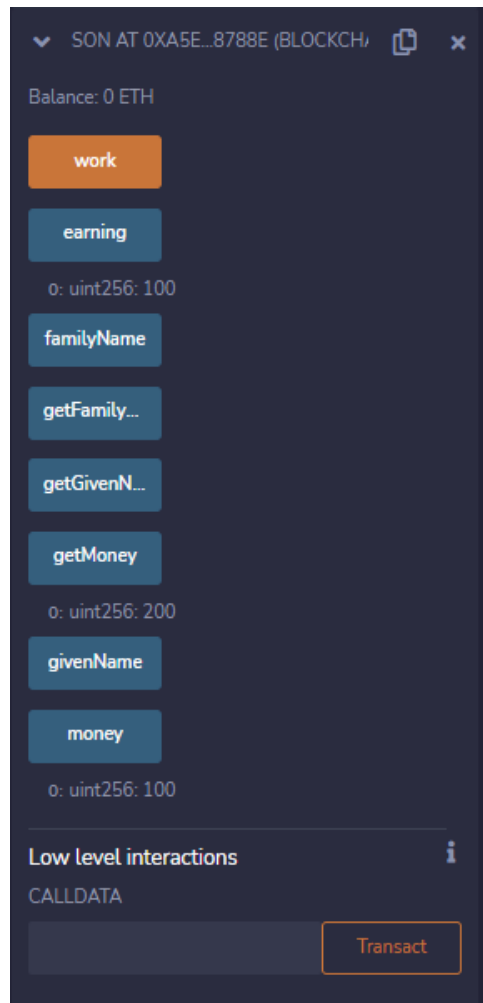 SON AT 0XA5E...8788E (BLOCKCH
Balance: 0 ETH
work
earning
0: uint256: 100
familyName
getFamily...
getGivenN...
getMoney
0: uint256: 200
givenName
money
0: uint256: 100
Low level interactions
i
CALLDATA
Transact